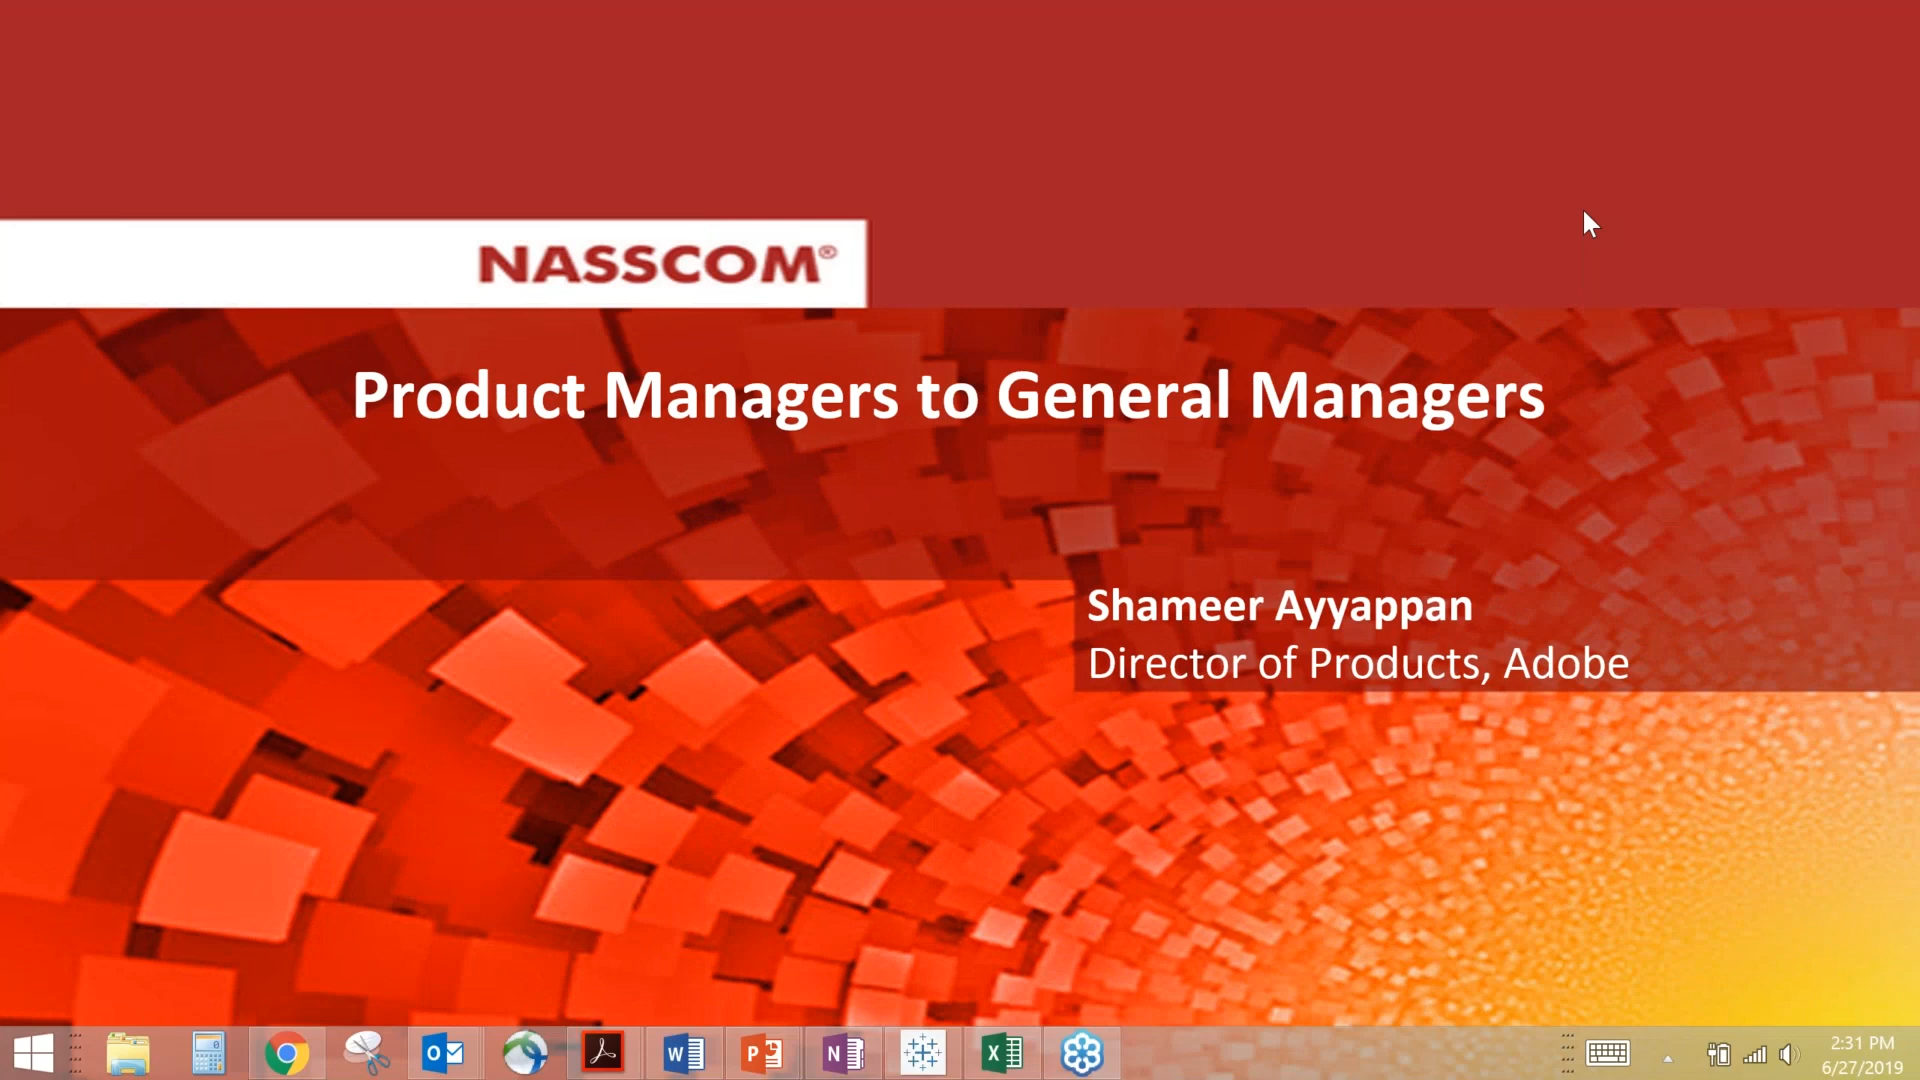 NASSCOM®
Product Managers to General Managers
Shameer Ayyappan
Director of Products, Adobe
2:31 PM
6/27/2019